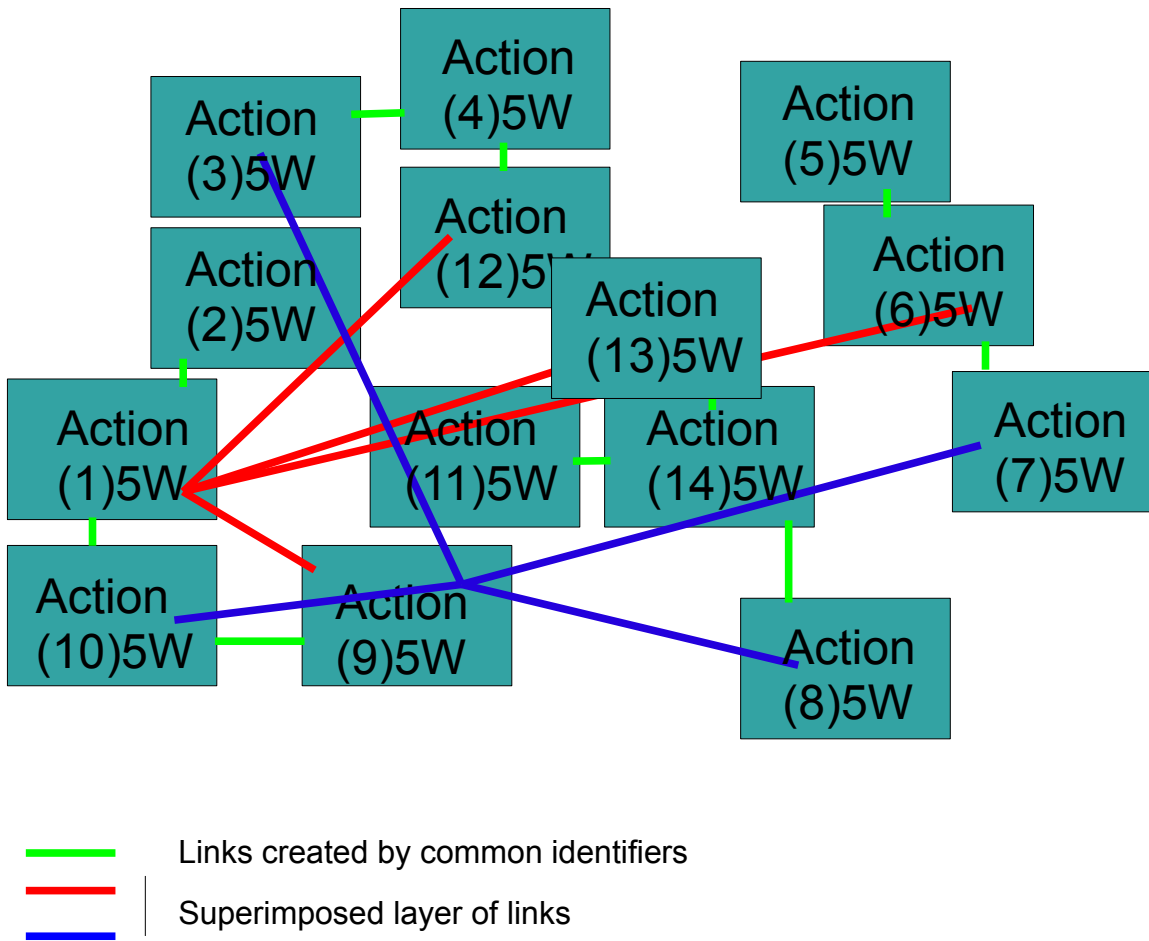 Action
(4)5W
Action
(3)5W
Action
(5)5W
Action
(12)5W
Action
(2)5W
Action
(6)5W
Action
(13)5W
Action
(1)5W
Action
(11)5W
Action
(14)5W
Action
(7)5W
Action
(10)5W
Action
(9)5W
Action
(8)5W
Links created by common identifiers
Superimposed layer of links